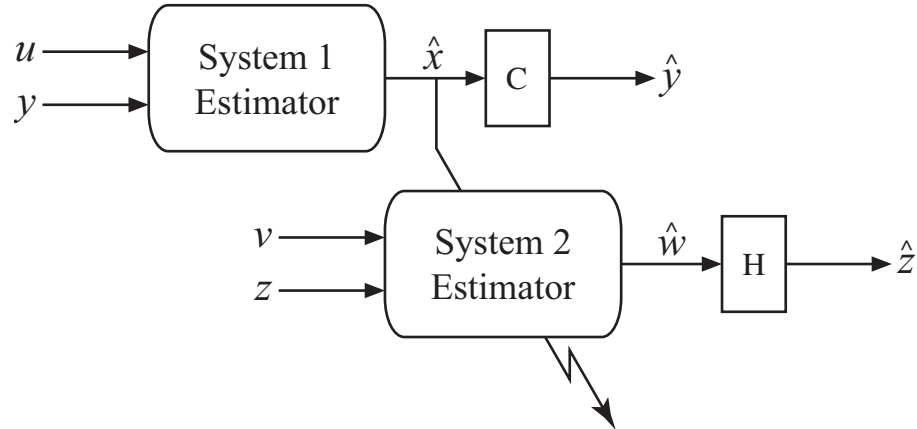 u
y
System 1
Estimator
x̂
C
ŷ
v
z
System 2
Estimator
ŵ
H
ẑ